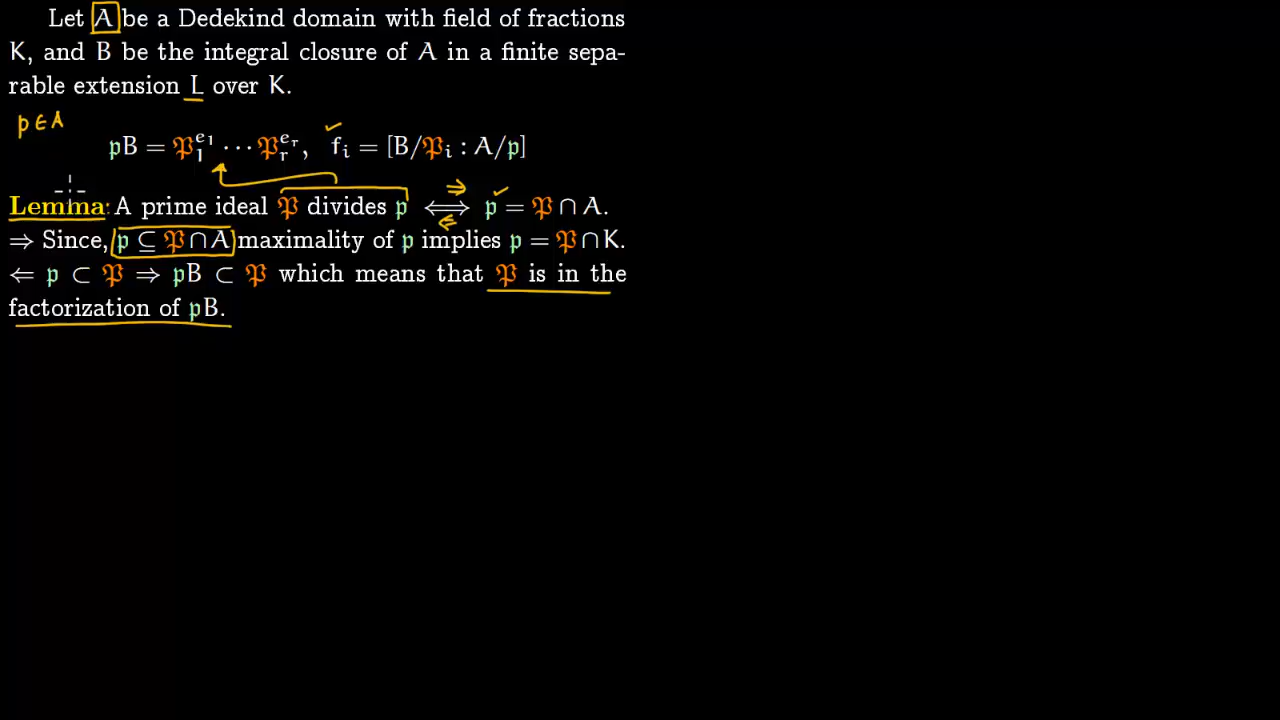 Let A be a Dedekind domain with field of fractions
K, and B be the integral closure of A in a finite sepa-
rable extension L over K.
p ∈ A
𝔭B = 𝔓₁^{e₁} ⋯ 𝔓ᵣ^{eᵣ}, fᵢ = [B/𝔓ᵢ : A/𝔭]
Lemma: A prime ideal 𝔓 divides 𝔭 ⟺ 𝔭 = 𝔓 ∩ A.
⇒ Since, 𝔭 ⊆ 𝔓 ∩ A maximality of 𝔭 implies 𝔭 = 𝔓 ∩ K.
⇐ 𝔭 ⊂ 𝔓 ⇒ 𝔭B ⊂ 𝔓 which means that 𝔓 is in the
factorization of 𝔭B.